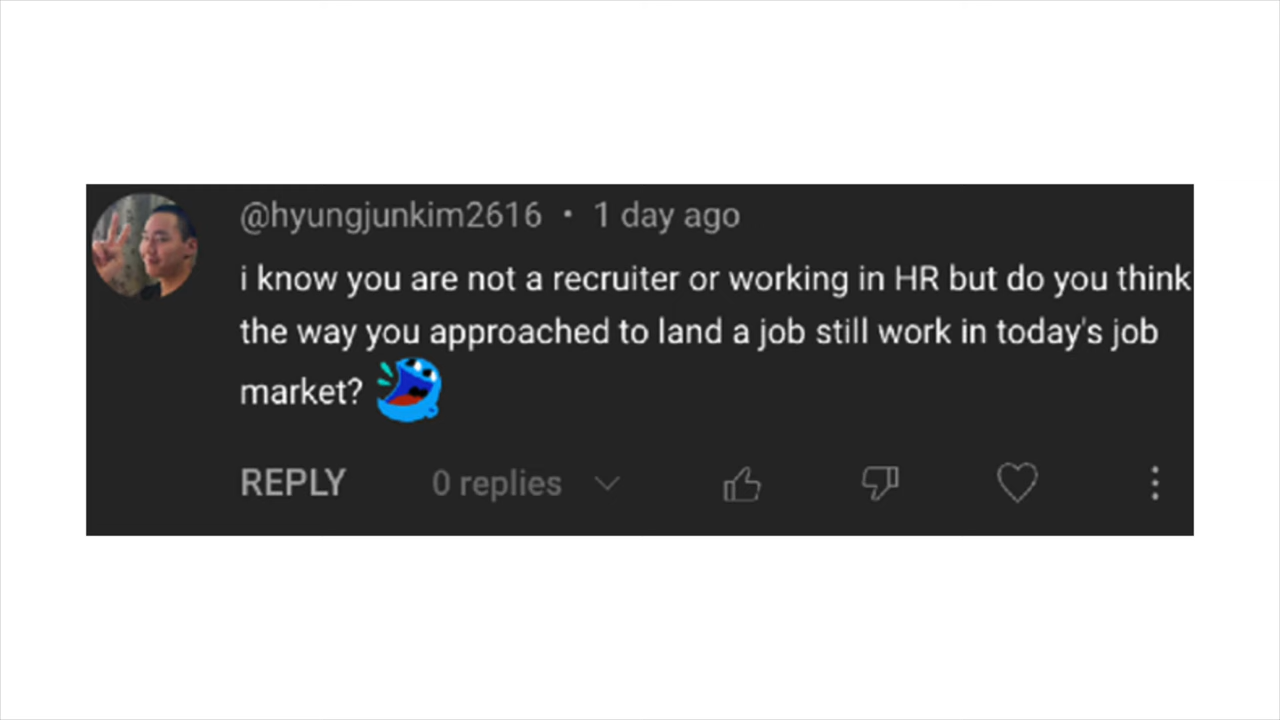 @hyungjunkim2616 • 1 day ago
i know you are not a recruiter or working in HR but do you think
the way you approached to land a job still work in today's job
market?
REPLY 0 replies